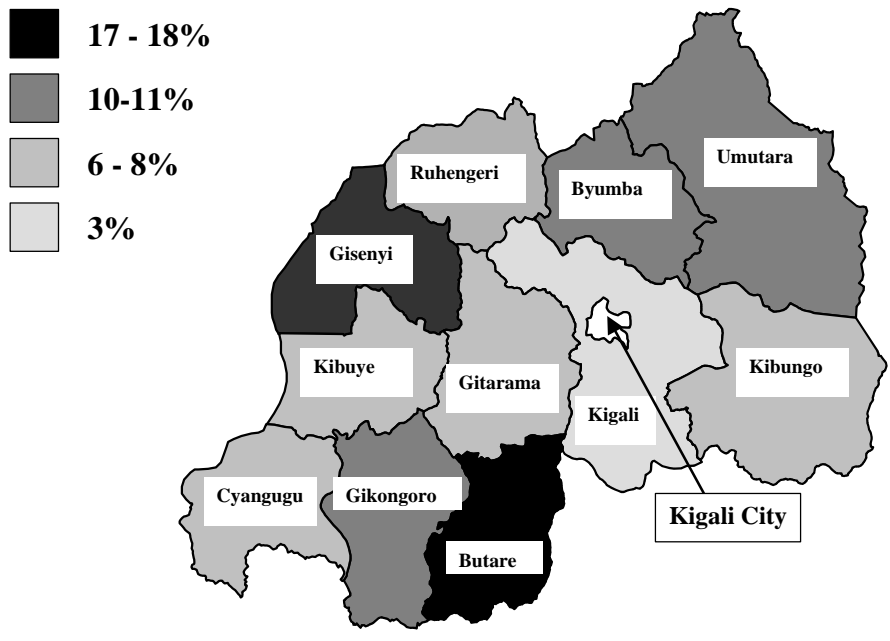 17 - 18%
10-11%
6 - 8%
3%
Ruhengeri
Byumba
Umutara
Gisenyi
Kibuye
Gitarama
Kibungo
Kigali
Cyangugu
Gikongoro
Kigali City
Butare